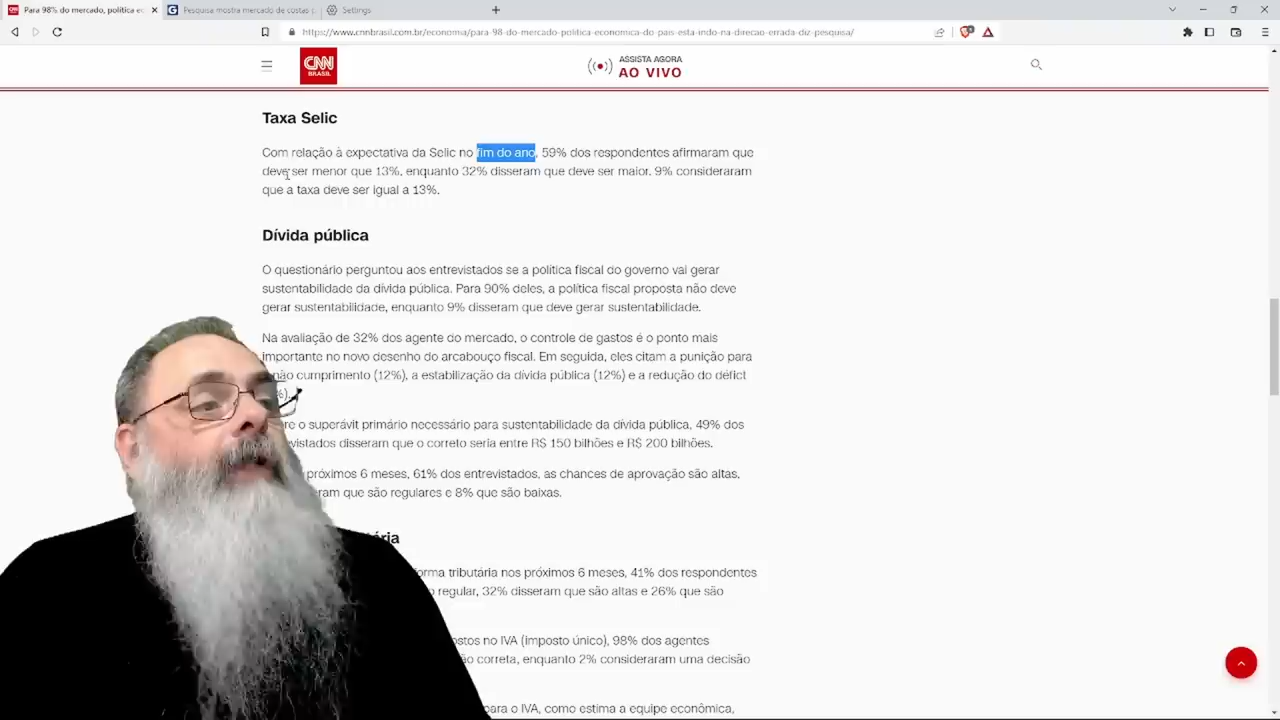 Para 98% do mercado, política ec
Pesquisa mostra mercado de costas
Settings
https://www.cnnbrasil.com.br/economia/para-98-do-mercado-politica-economica-do-pais-esta-indo-na-direcao-errada-diz-pesquisa/
CNN
BRASIL
ASSISTA AGORA
AO VIVO
Taxa Selic
Com relação à expectativa da Selic no fim do ano, 59% dos respondentes afirmaram que
deve ser menor que 13%, enquanto 32% disseram que deve ser maior. 9% consideraram
que a taxa deve ser igual a 13%.
Dívida pública
O questionário perguntou aos entrevistados se a política fiscal do governo vai gerar
sustentabilidade da dívida pública. Para 90% deles, a política fiscal proposta não deve
gerar sustentabilidade, enquanto 9% disseram que deve gerar sustentabilidade.
Na avaliação de 32% dos agente do mercado, o controle de gastos é o ponto mais
importante no novo desenho do arcabouço fiscal. Em seguida, eles citam a punição para
não cumprimento (12%), a estabilização da dívida pública (12%) e a redução do déficit
%).
e o superávit primário necessário para sustentabilidade da dívida pública, 49% dos
evistados disseram que o correto seria entre R$ 150 bilhões e R$ 200 bilhões.
próximos 6 meses, 61% dos entrevistados, as chances de aprovação são altas,
ram que são regulares e 8% que são baixas.
ária
orma tributária nos próximos 6 meses, 41% dos respondentes
regular, 32% disseram que são altas e 26% que são
ostos no IVA (imposto único), 98% dos agentes
ão correta, enquanto 2% consideraram uma decisão
para o IVA, como estima a equipe econômica,